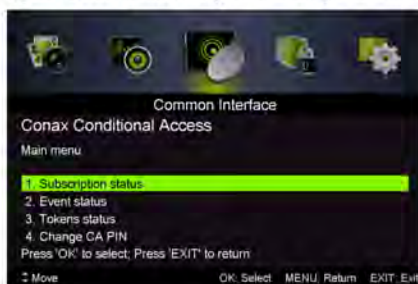 Common Interface
Conax Conditional Access
Main menu
1. Subscription status
2. Event status
3. Tokens status
4. Change CA PIN
Press 'OK' to select; Press 'EXIT' to return
Move OK: Select MENU: Return EXIT: Exit